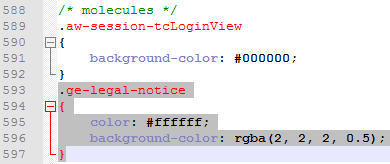 588
589 /* molecules */
.aw-session-tcLoginView
590 {
591 background-color: #000000;
592 }
593 .ge-legal-notice
594 {
595 color: #ffffff;
596 background-color: rgba(2, 2, 2, 0.5);
597 }